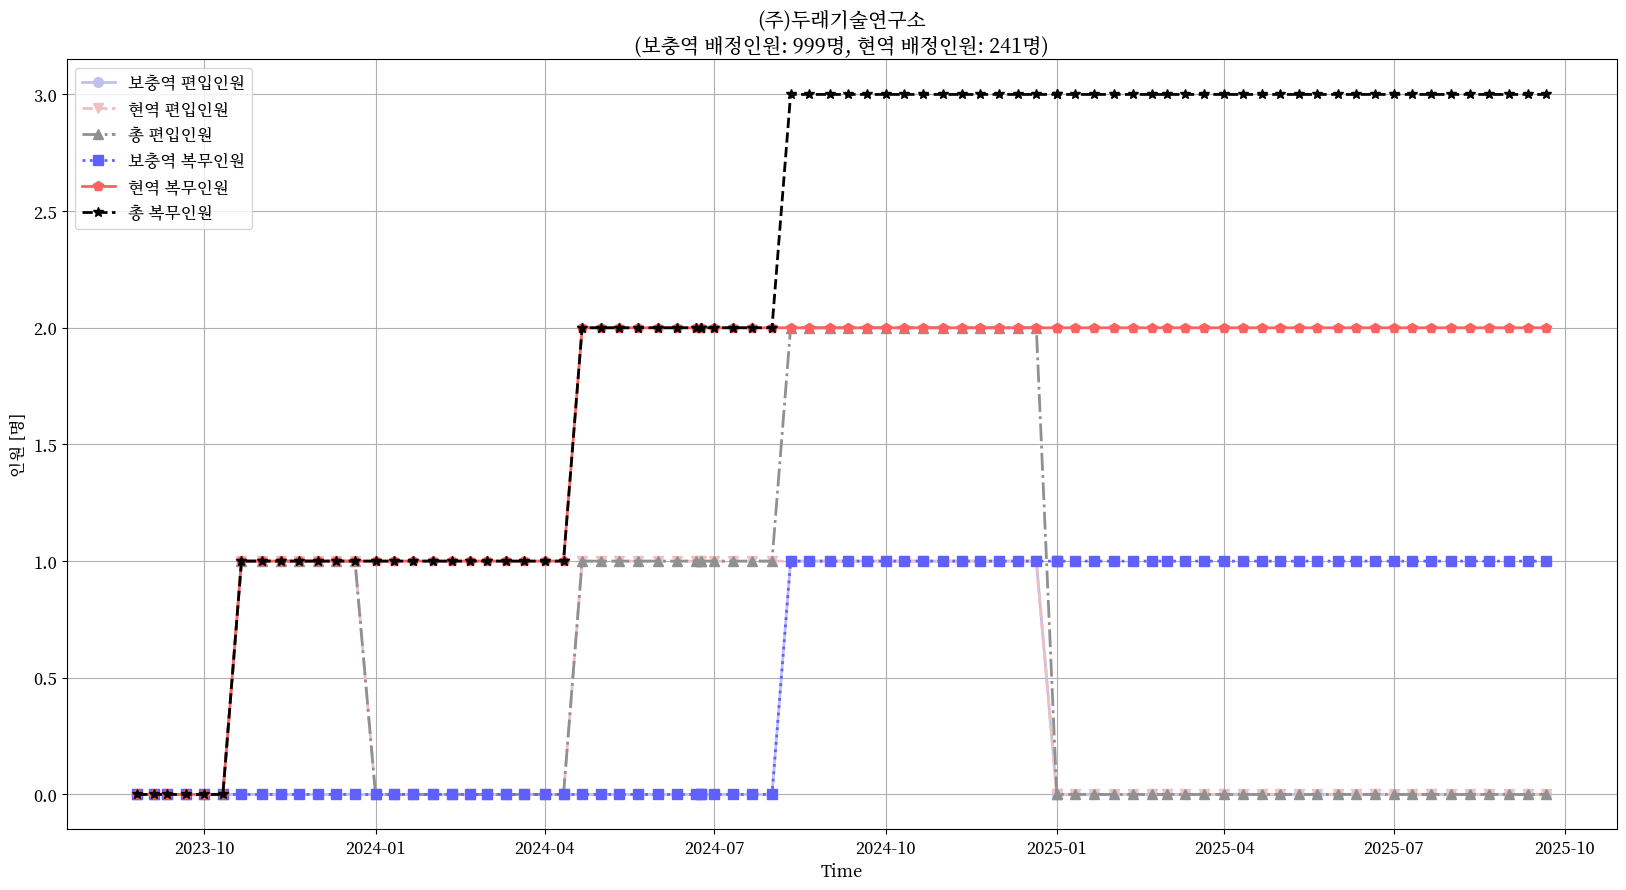 (주)두래기술연구소
(보충역 배정인원: 999명, 현역 배정인원: 241명)
보충역 편입인원
현역 편입인원
총 편입인원
보충역 복무인원
현역 복무인원
총 복무인원
인원 [명]
3.0
2.5
2.0
1.5
1.0
0.5
0.0
2023-10
2024-01
2024-04
2024-07
2024-10
2025-01
2025-04
2025-07
2025-10
Time